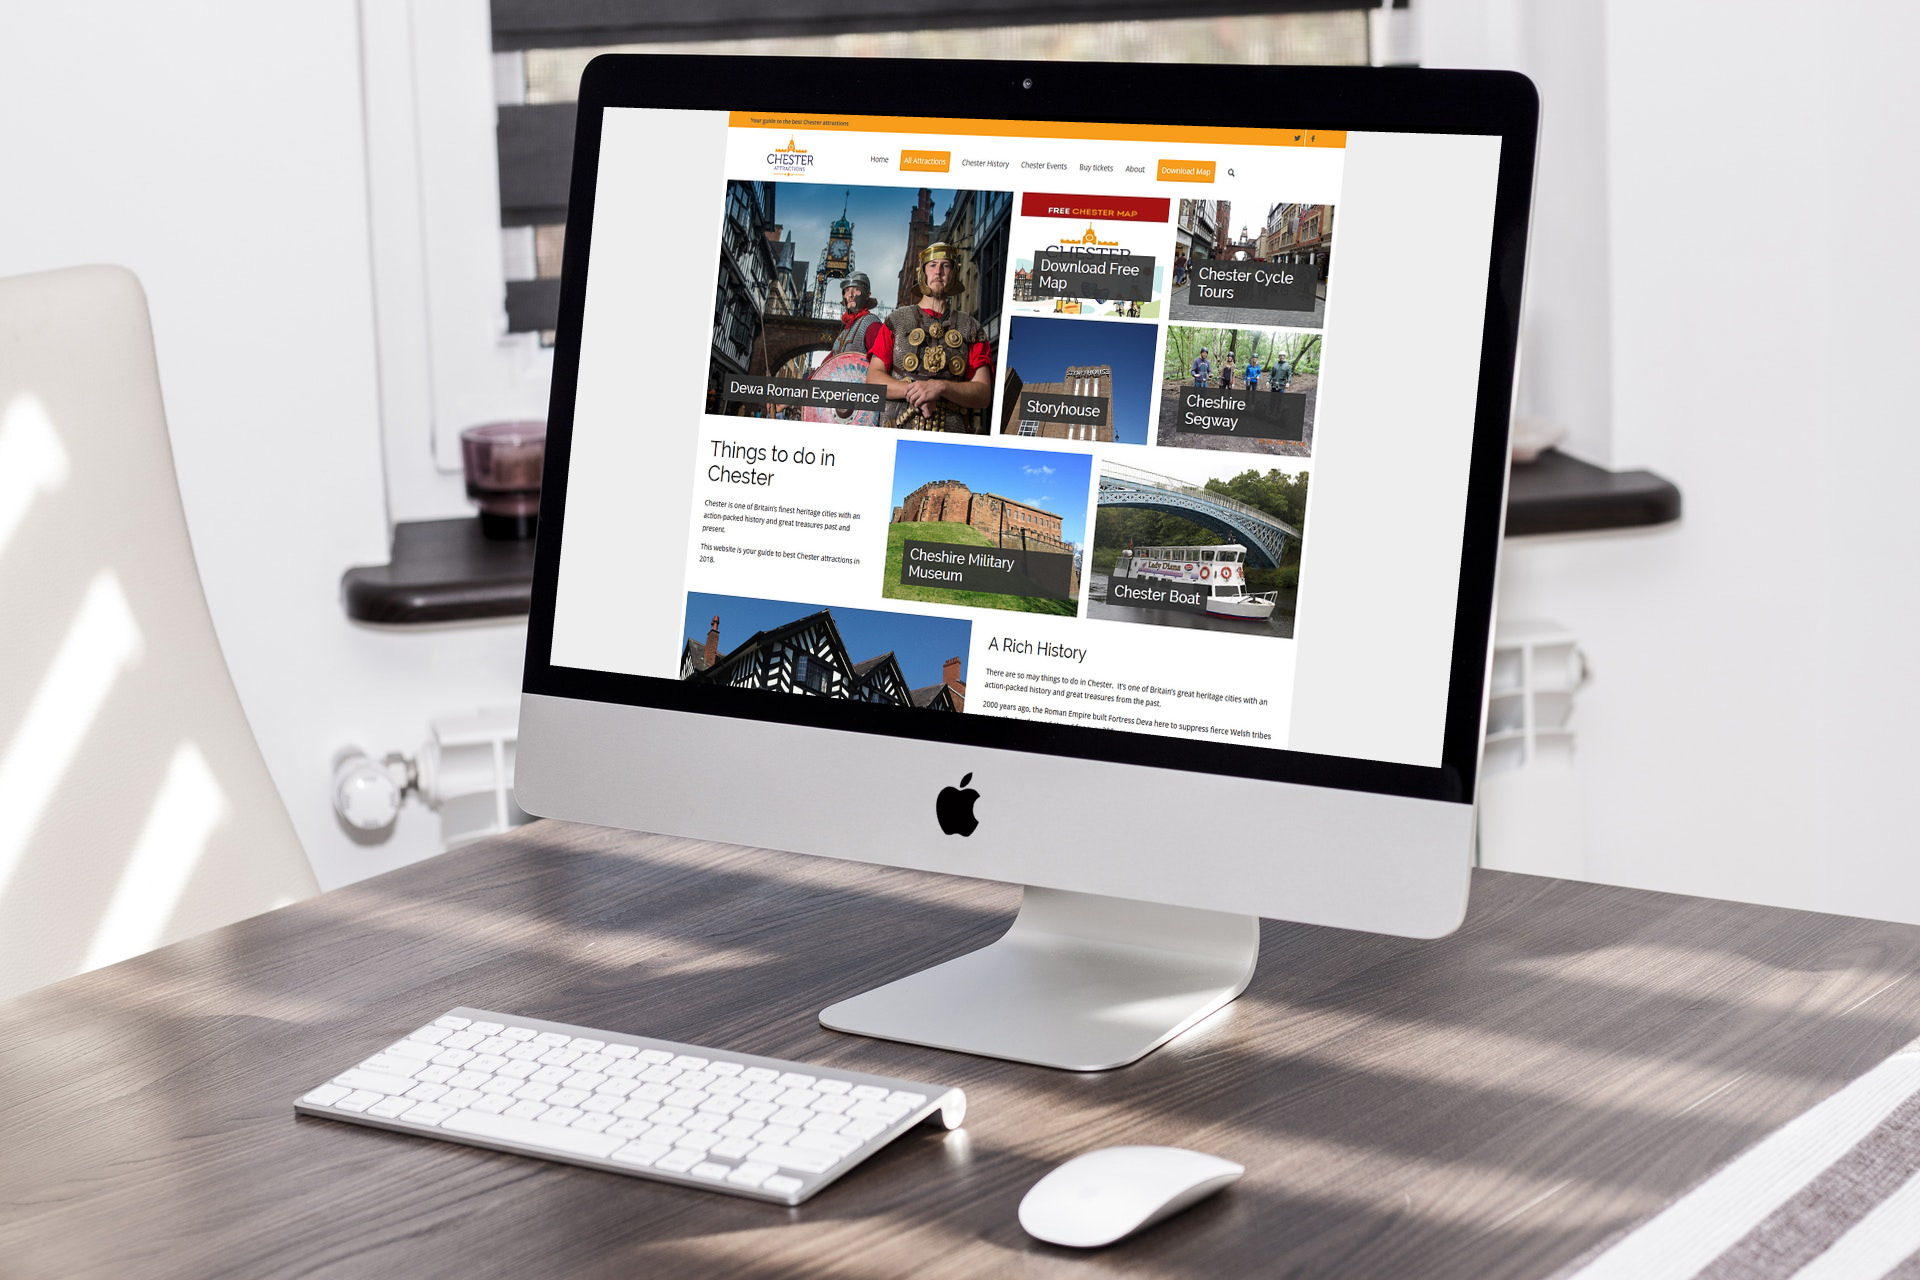 Your guide to the best Chester attractions
CHESTER
ATTRACTIONS
Home
All Attractions
Chester History
Chester Events
Buy tickets
About
Download Map
FREE CHESTER MAP
CHESTER
Download Free
Map
Chester Cycle
Tours
Dewa Roman Experience
STORYHOUSE
Storyhouse
Cheshire
Segway
Things to do in
Chester
Chester is one of Britain's finest heritage cities with an
action-packed history and great treasures past and
present.
This website is your guide to best Chester attractions in
2018.
Cheshire Military
Museum
Lady Diana
Chester Boat
A Rich History
There are so may things to do in Chester. It's one of Britain's great heritage cities with an
action-packed history and great treasures from the past.
2000 years ago, the Roman Empire built Fortress Deva here to suppress fierce Welsh tribes